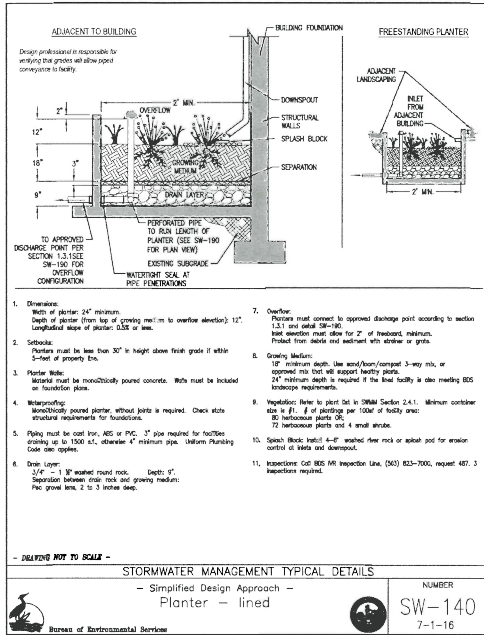 ADJACENT TO BUILDING
Design professional is responsible for
verifying that grades will allow piped
conveyance to facility.
BUILDING FOUNDATION
FREESTANDING PLANTER
ADJACENT
LANDSCAPING
INLET
FROM
ADJACENT
BUILDING
2' MIN.
2' MIN.
OVERFLOW
2"
12"
18"
3"
9"
DOWNSPOUT
STRUCTURAL
WALLS
SPLASH BLOCK
SEPARATION
GROWING
MEDIUM
DRAIN LAYER
TO APPROVED
DISCHARGE POINT PER
SECTION 1.3.1SEE
SW-190 FOR
OVERFLOW
CONFIGURATION
PERFORATED PIPE
TO RUN LENGTH OF
PLANTER (SEE SW-190
FOR PLAN VIEW)
EXISTING SUBGRADE
WATERTIGHT SEAL AT
PIPE PENETRATIONS
1. Dimensions:
Width of planter: 24" minimum.
Depth of planter (from top of growing medium to overflow elevation): 12".
Longitudinal slope of planter: 0.5% or less.
2. Setbacks:
Planters must be less than 30" in height above finish grade if within
5-feet of property line.
3. Planter Walls:
Material must be monolithically poured concrete. Walls must be included
on foundation plans.
4. Waterproofing:
Monolithically poured planter, without joints is required. Check state
structural requirements for foundations.
5. Piping must be cast iron, ABS or PVC. 3" pipe required for facilities
draining up to 1500 s.f., otherwise 4" minimum pipe. Uniform Plumbing
Code also applies.
6. Drain Layer:
3/4" - 1 ½" washed round rock. Depth: 9".
Separation between drain rock and growing medium:
Pea gravel lens, 2 to 3 inches deep.
7. Overflow:
Planters must connect to approved discharge point according to section
1.3.1 and detail SW-190.
Inlet elevation must allow for 2" of freeboard, minimum.
Protect from debris and sediment with strainer or grate.
8. Growing Medium:
18" minimum depth. Use sand/loam/compost 3-way mix, or
approved mix that will support healthy plants.
24" minimum depth is required if the lined facility is also meeting BDS
landscape requirements.
9. Vegetation: Refer to plant list in SWMM Section 2.4.1. Minimum container
size is #1. # of plantings per 100sf of facility area:
80 herbaceous plants OR;
72 herbaceous plants and 4 small shrubs.
10. Splash Block: Install 4-6" washed river rock or splash pad for erosion
control at inlets and downspout.
11. Inspections: Call BDS IVR Inspection Line, (503) 823-7000, request 487. 3
inspections required.
- DRAWING NOT TO SCALE -
STORMWATER MANAGEMENT TYPICAL DETAILS
- Simplified Design Approach -
Planter - lined
Bureau of Environmental Services
NUMBER
SW-140
7-1-16